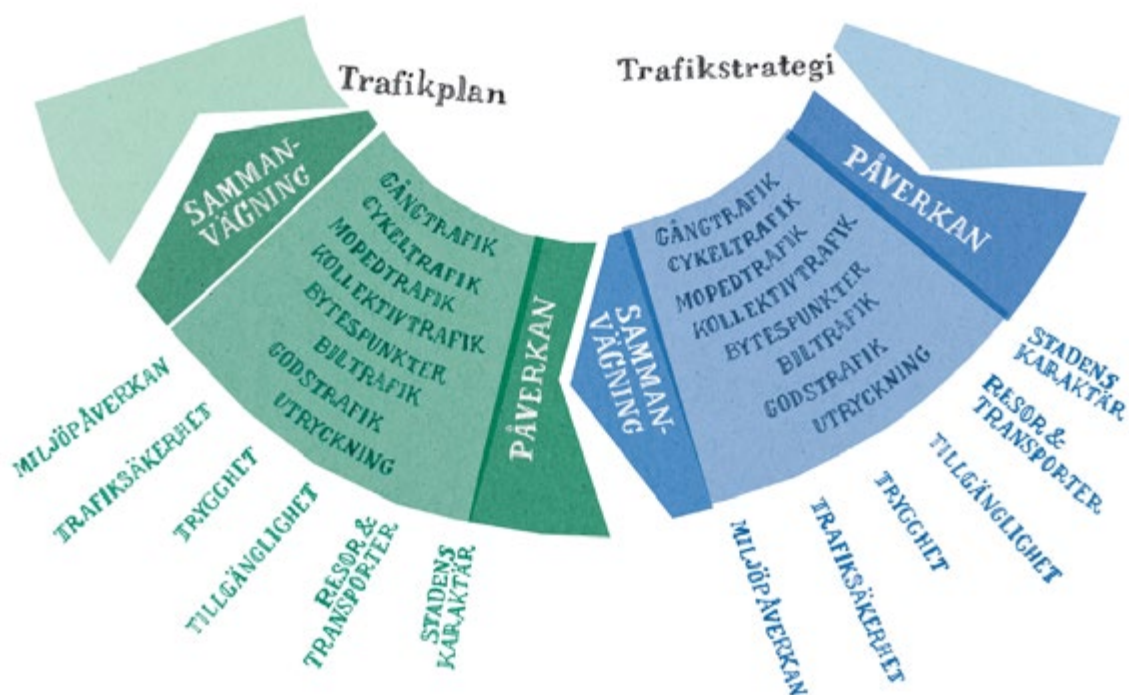 Trafikplan
SAMMAN-
VÄGNING
GÅNGTRAFIK
CYKELTRAFIK
MOPEDTRAFIK
KOLLEKTIVTRAFIK
BYTESPUNKTER
BILTRAFIK
GODSTRAFIK
UTRYCKNING
PÅVERKAN
MILJÖPÅVERKAN
TRAFIKSÄKERHET
TRYGGHET
TILLGÄNGLIGHET
RESOR &
TRANSPORTER
STADENS
KARAKTÄR
Trafikstrategi
SAMMAN-
VÄGNING
GÅNGTRAFIK
CYKELTRAFIK
MOPEDTRAFIK
KOLLEKTIVTRAFIK
BYTESPUNKTER
BILTRAFIK
GODSTRAFIK
UTRYCKNING
PÅVERKAN
MILJÖPÅVERKAN
TRAFIKSÄKERHET
TRYGGHET
TILLGÄNGLIGHET
RESOR &
TRANSPORTER
STADENS
KARAKTÄR